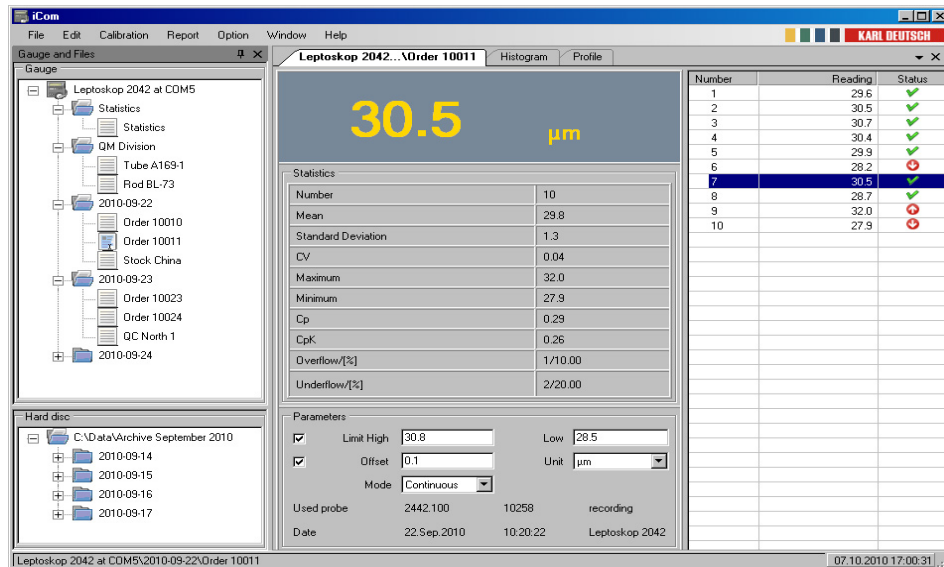 iCom
File Edit Calibration Report Option Window Help
KARL DEUTSCH
Gauge and Files
Gauge
Leptoskop 2042 at COM5
Statistics
Statistics
QM Division
Tube A169-1
Rod BL-73
2010-09-22
Order 10010
Order 10011
Stock China
2010-09-23
Order 10023
Order 10024
QC North 1
2010-09-24
Hard disc
C:\Data\Archive September 2010
2010-09-14
2010-09-15
2010-09-16
2010-09-17
Leptoskop 2042...\Order 10011 Histogram Profile
30.5 µm
Statistics
Number 10
Mean 29.8
Standard Deviation 1.3
CV 0.04
Maximum 32.0
Minimum 27.9
Cp 0.29
CpK 0.26
Overflow/[%] 1/10.00
Underflow/[%] 2/20.00
Parameters
Limit High 30.8 Low 28.5
Offset 0.1 Unit µm
Mode Continuous
Used probe 2442.100 10258 recording
Date 22.Sep.2010 10:20:22 Leptoskop 2042
Number Reading Status
1 29.6
2 30.5
3 30.7
4 30.4
5 29.9
6 28.2
7 30.5
8 28.7
9 32.0
10 27.9
Leptoskop 2042 at COM5\2010-09-22\Order 10011
07.10.2010 17:00:31